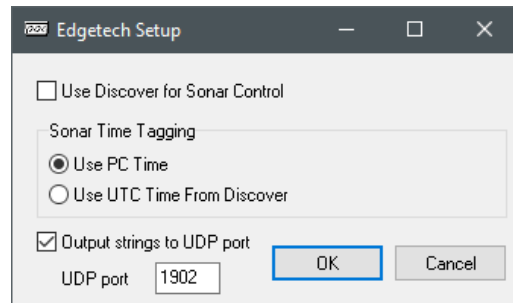 Edgetech Setup
Use Discover for Sonar Control
Sonar Time Tagging
Use PC Time
Use UTC Time From Discover
Output strings to UDP port
UDP port 1902 OK Cancel